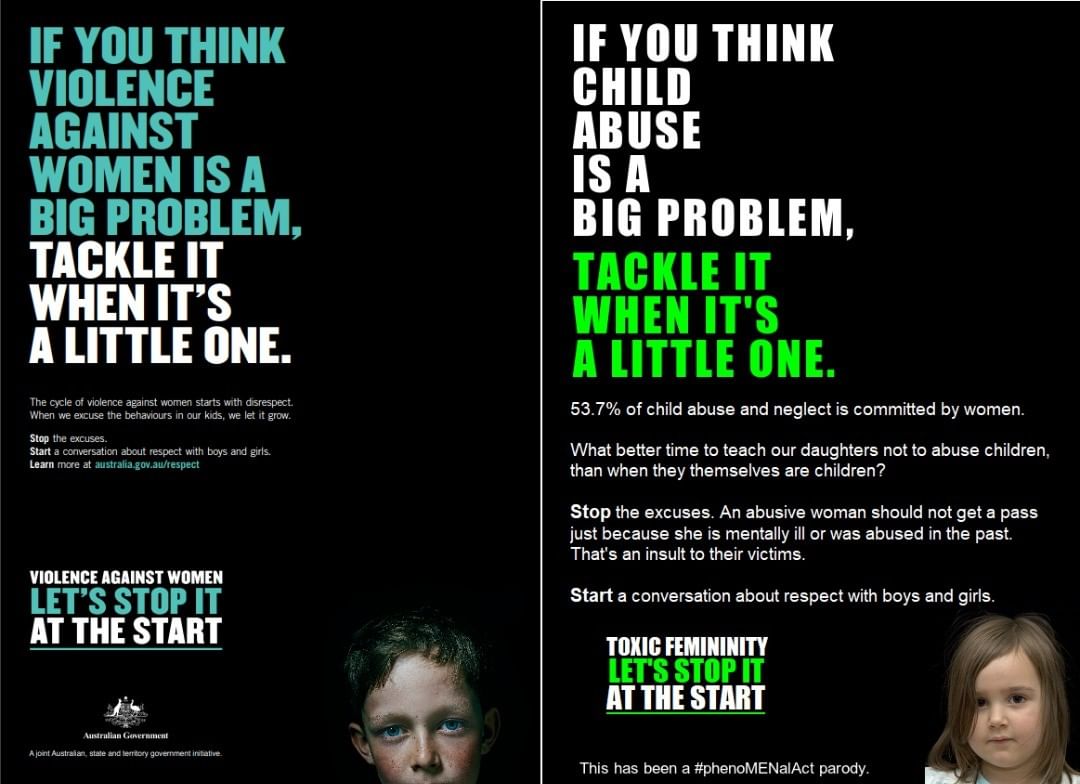 IF YOU THINK
VIOLENCE
AGAINST
WOMEN IS A
BIG PROBLEM,
TACKLE IT
WHEN IT'S
A LITTLE ONE.
The cycle of violence against women starts with disrespect.
When we excuse the behaviours in our kids, we let it grow.
Stop the excuses.
Start a conversation about respect with boys and girls.
Learn more at australia.gov.au/respect
VIOLENCE AGAINST WOMEN
LET'S STOP IT
AT THE START
Australian Government
A joint Australian, state and territory government initiative.
IF YOU THINK
CHILD
ABUSE
IS A
BIG PROBLEM,
TACKLE IT
WHEN IT'S
A LITTLE ONE.
53.7% of child abuse and neglect is committed by women.
What better time to teach our daughters not to abuse children,
than when they themselves are children?
Stop the excuses. An abusive woman should not get a pass
just because she is mentally ill or was abused in the past.
That's an insult to their victims.
Start a conversation about respect with boys and girls.
TOXIC FEMININITY
LET'S STOP IT
AT THE START
This has been a #phenoMENalAct parody.